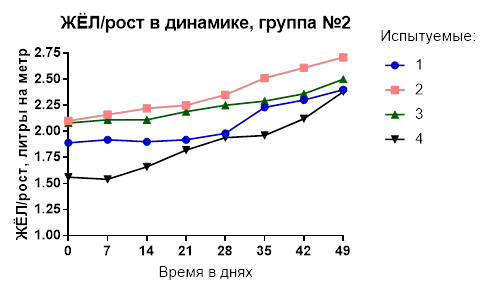 ЖЁЛ/рост в динамике, группа №2
ЖЁЛ/рост, литры на метр
2.75
2.50
2.25
2.00
1.75
1.50
1.25
1.00
0 7 14 21 28 35 42 49
Время в днях
Испытуемые:
1
2
3
4